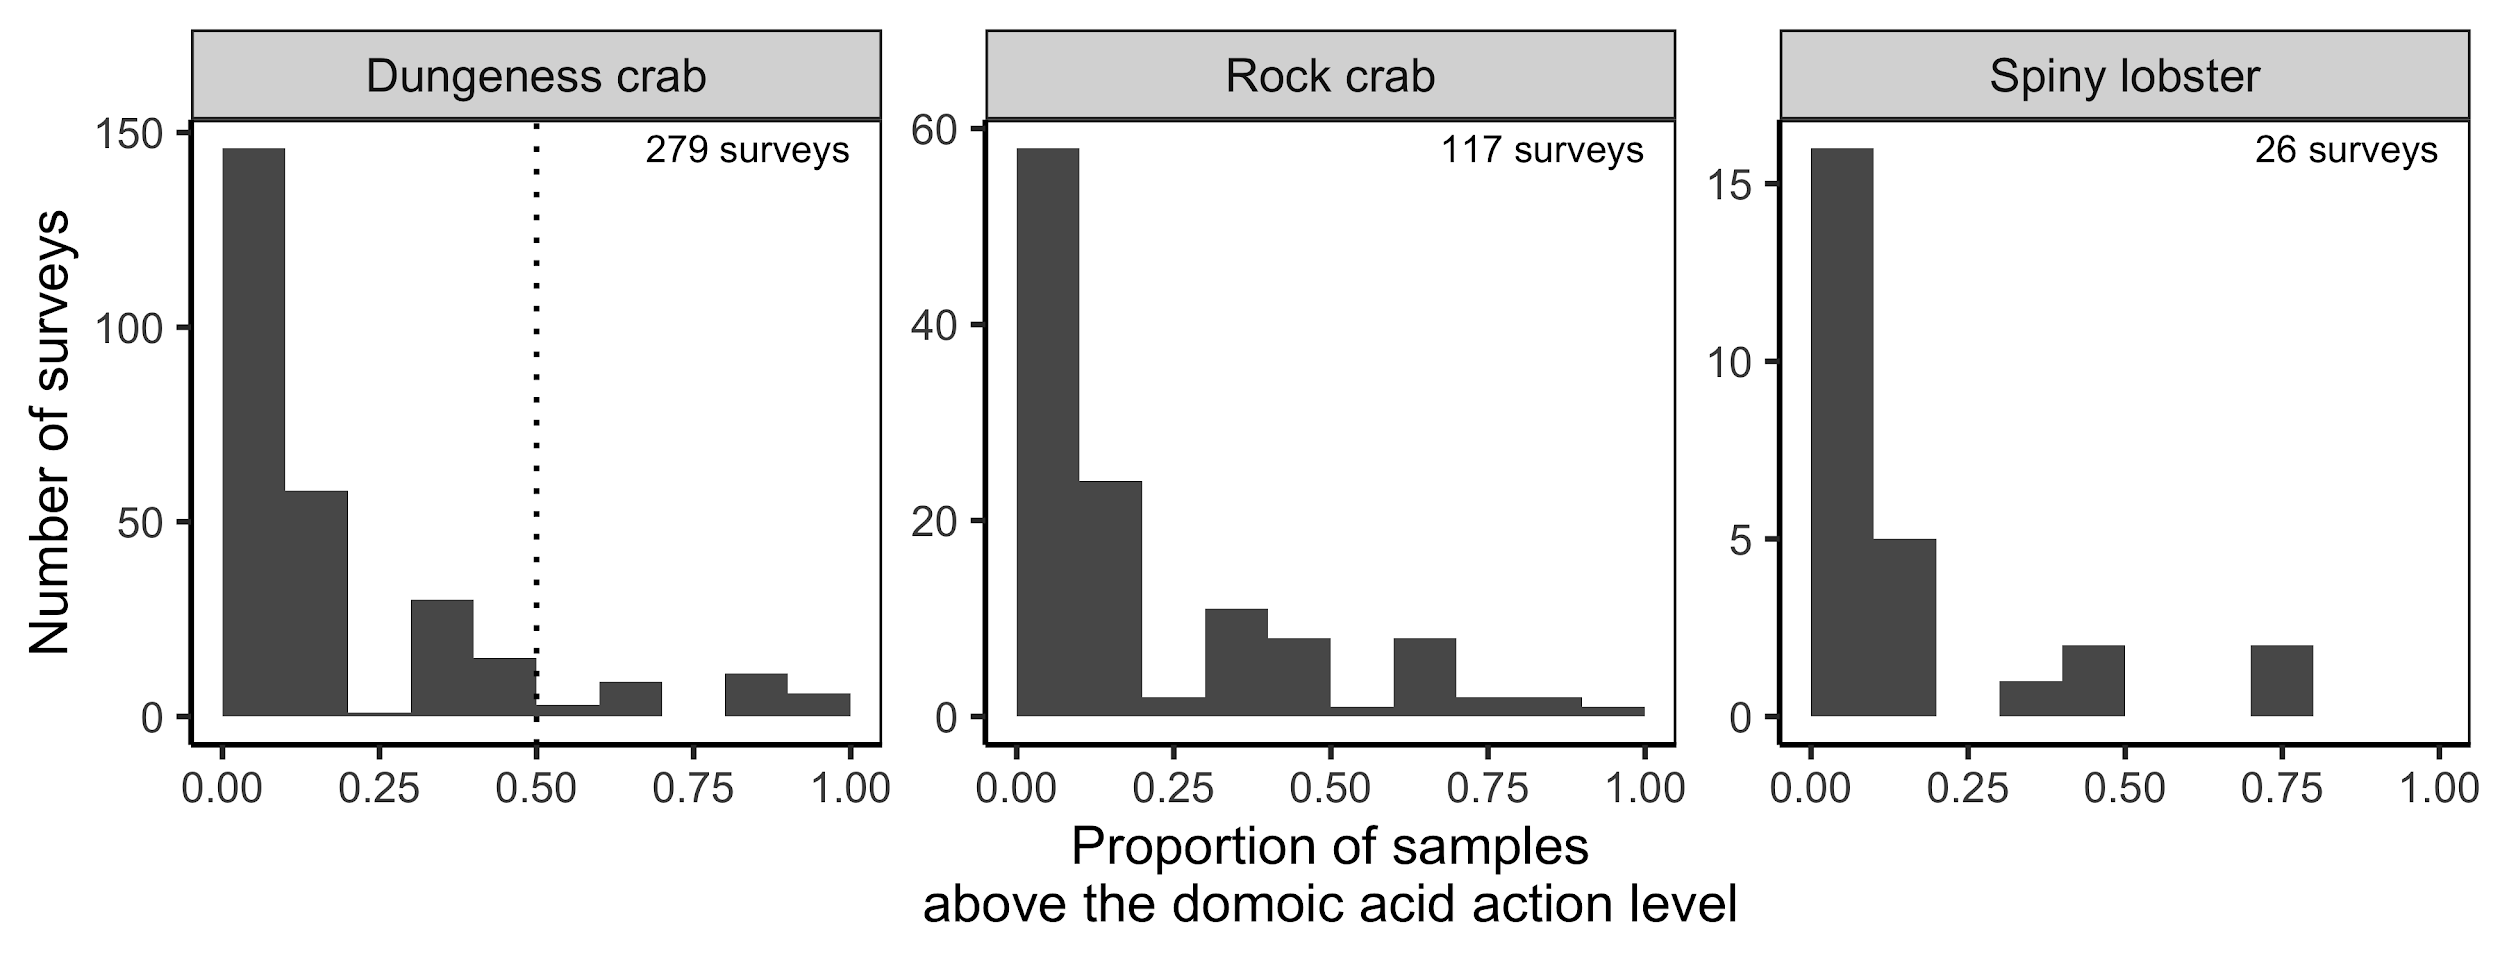 Dungeness crab
Rock crab
Spiny lobster
279 surveys
117 surveys
26 surveys
Number of surveys
150
100
50
0
60
40
20
0
15
10
5
0
0.00 0.25 0.50 0.75 1.00
0.00 0.25 0.50 0.75 1.00
0.00 0.25 0.50 0.75 1.00
Proportion of samples
above the domoic acid action level